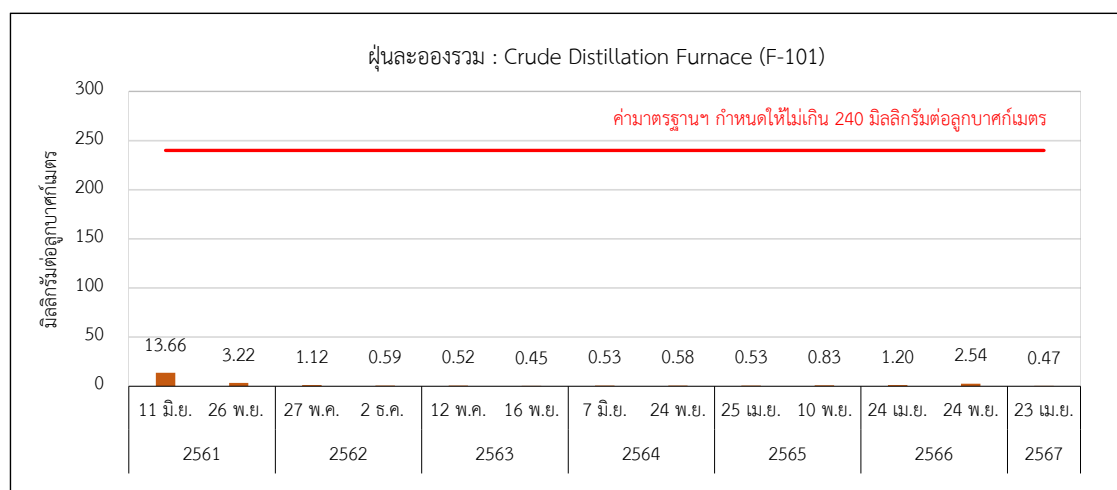 ฝุ่นละอองรวม : Crude Distillation Furnace (F-101)
ค่ามาตรฐานฯ กำหนดให้ไม่เกิน 240 มิลลิกรัมต่อลูกบาศก์เมตร
มิลลิกรัมต่อลูกบาศก์เมตร
300
250
200
150
100
50
0
13.66 3.22 1.12 0.59 0.52 0.45 0.53 0.58 0.53 0.83 1.20 2.54 0.47
11 มิ.ย. 26 พ.ย. 27 พ.ค. 2 ธ.ค. 12 พ.ค. 16 พ.ย. 7 มิ.ย. 24 พ.ย. 25 เม.ย. 10 พ.ย. 24 เม.ย. 24 พ.ย. 23 เม.ย.
2561 2562 2563 2564 2565 2566 2567